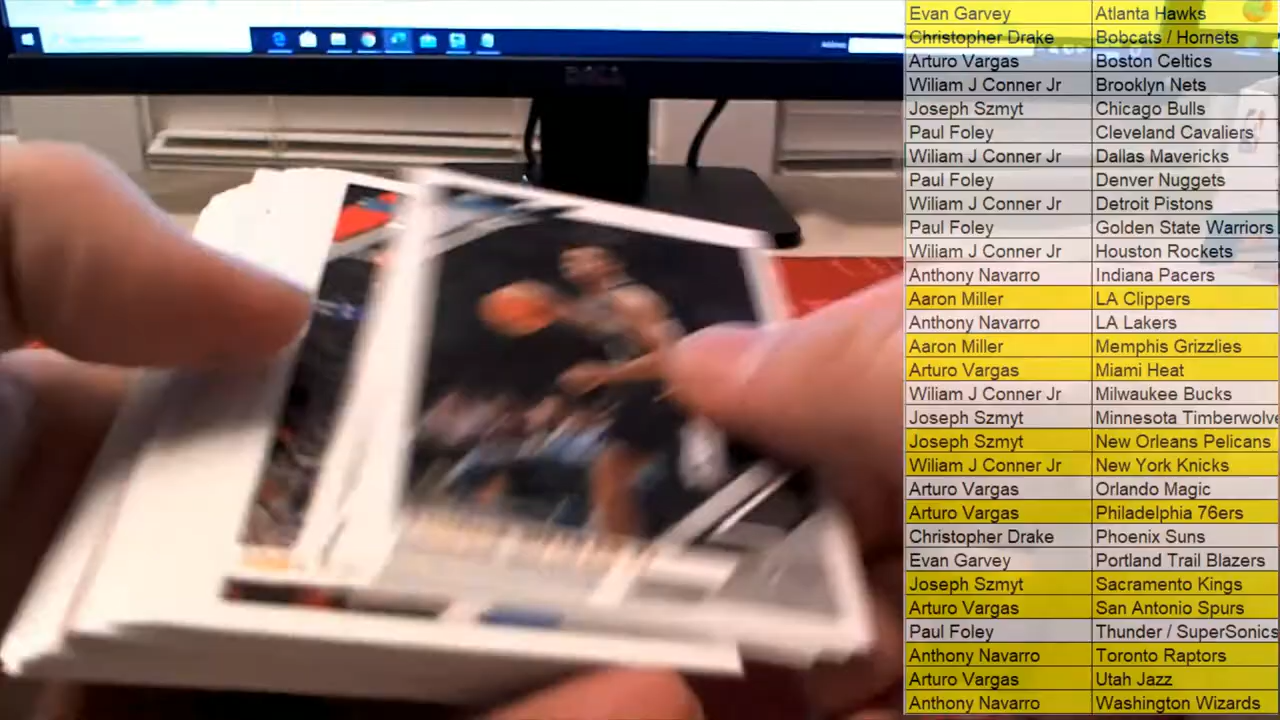 Evan Garvey Atlanta Hawks
Christopher Drake Bobcats / Hornets
Arturo Vargas Boston Celtics
Wiliam J Conner Jr Brooklyn Nets
Joseph Szmyt Chicago Bulls
Paul Foley Cleveland Cavaliers
Wiliam J Conner Jr Dallas Mavericks
Paul Foley Denver Nuggets
Wiliam J Conner Jr Detroit Pistons
Paul Foley Golden State Warriors
Wiliam J Conner Jr Houston Rockets
Anthony Navarro Indiana Pacers
Aaron Miller LA Clippers
Anthony Navarro LA Lakers
Aaron Miller Memphis Grizzlies
Arturo Vargas Miami Heat
Wiliam J Conner Jr Milwaukee Bucks
Joseph Szmyt Minnesota Timberwolve
Joseph Szmyt New Orleans Pelicans
Wiliam J Conner Jr New York Knicks
Arturo Vargas Orlando Magic
Arturo Vargas Philadelphia 76ers
Christopher Drake Phoenix Suns
Evan Garvey Portland Trail Blazers
Joseph Szmyt Sacramento Kings
Arturo Vargas San Antonio Spurs
Paul Foley Thunder / SuperSonics
Anthony Navarro Toronto Raptors
Arturo Vargas Utah Jazz
Anthony Navarro Washington Wizards